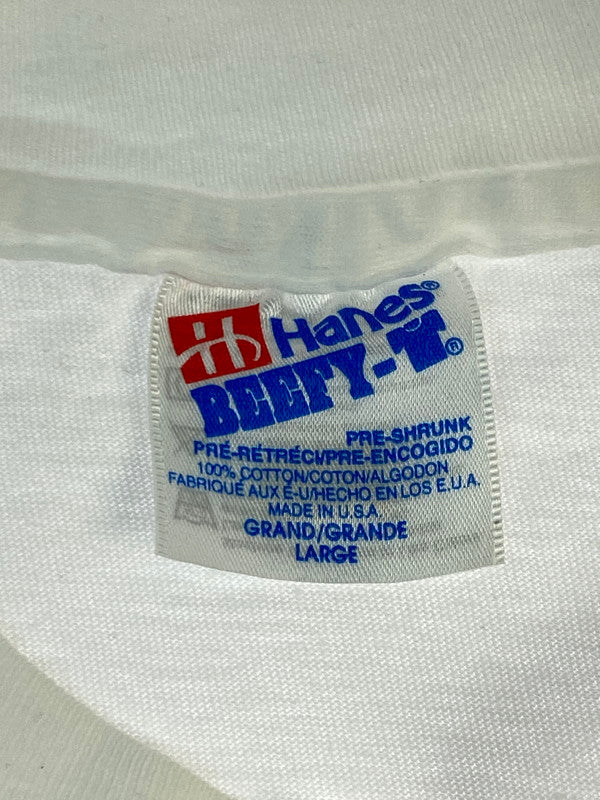 H Hanes®
BEEFY-T®
PRE-SHRUNK
PRÉ-RÉTRÉCI/PRE-ENCOGIDO
100% COTTON/COTON/ALGODON
FABRIQUÉ AUX É-U/HECHO EN LOS E.U.A.
MADE IN U.S.A.
GRAND/GRANDE
LARGE